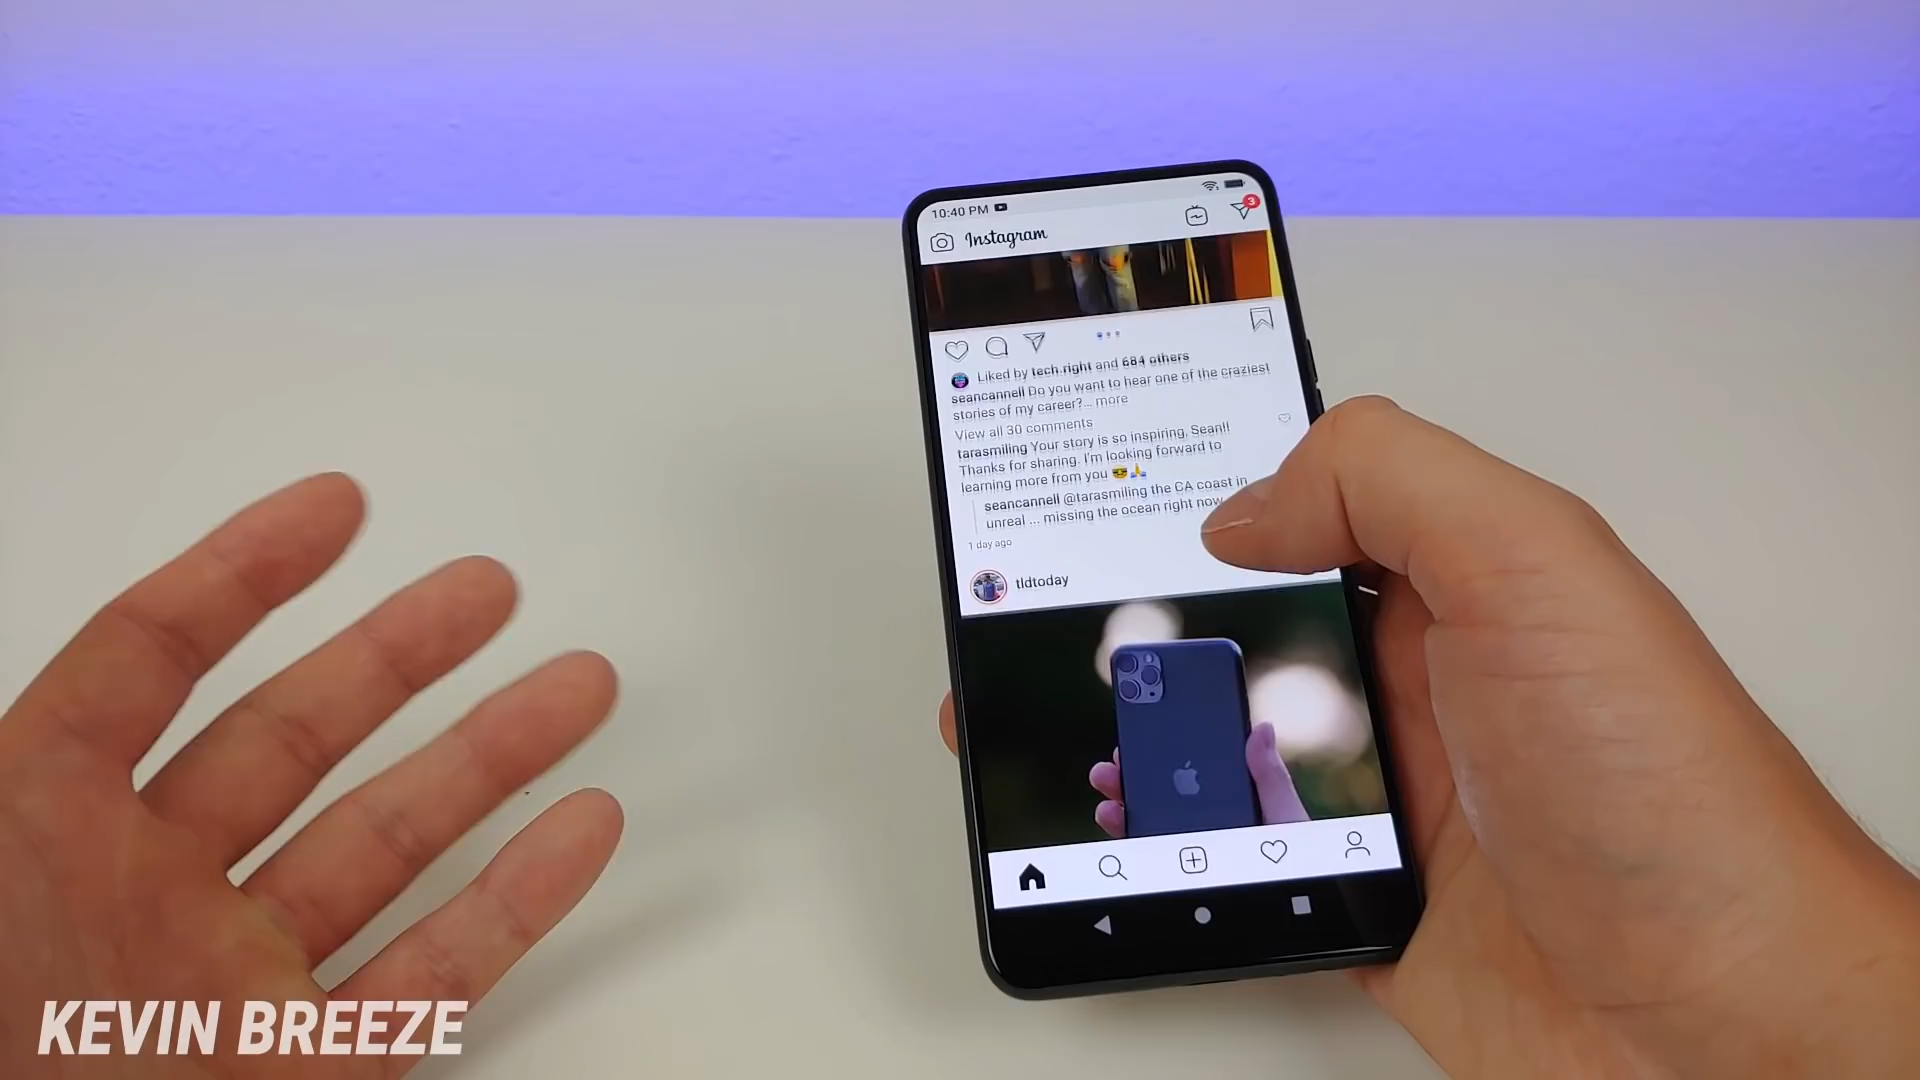 10:40 PM
3
Instagram
Liked by tech.right and 684 others
seancannell Do you want to hear one of the craziest
stories of my career?... more
View all 30 comments
tarasmiling Your story is so inspiring, Sean!!
Thanks for sharing. I'm looking forward to
learning more from you 😎🙏
seancannell @tarasmiling the CA coast in
unreal ... missing the ocean right now
1 day ago
tldtoday
KEVIN BREEZE